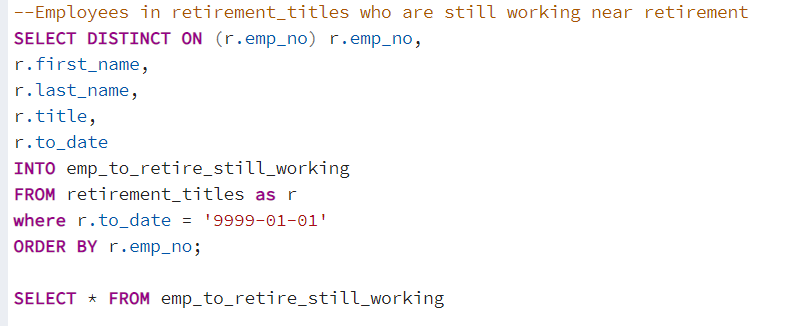 --Employees in retirement_titles who are still working near retirement
SELECT DISTINCT ON (r.emp_no) r.emp_no,
r.first_name,
r.last_name,
r.title,
r.to_date
INTO emp_to_retire_still_working
FROM retirement_titles as r
where r.to_date = '9999-01-01'
ORDER BY r.emp_no;
SELECT * FROM emp_to_retire_still_working